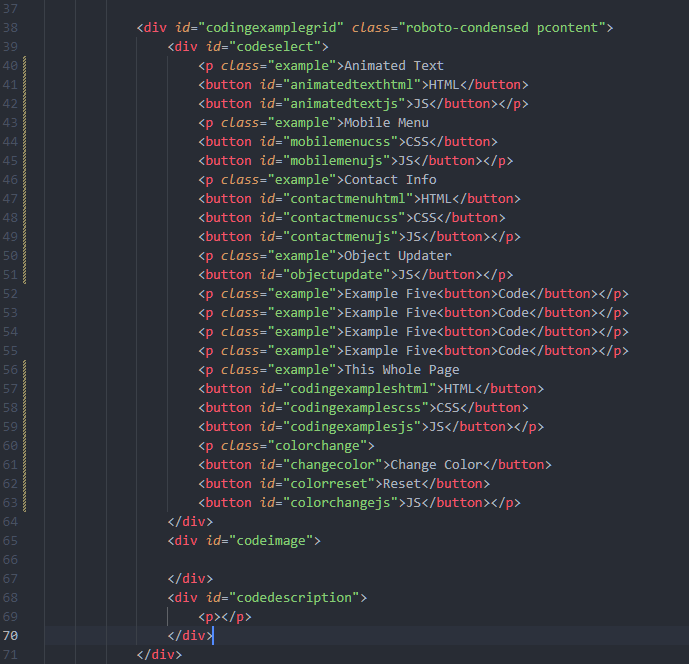 37
38 <div id="codingexamplegrid" class="roboto-condensed pcontent">
39 <div id="codeselect">
40 <p class="example">Animated Text
41 <button id="animatedtexthtml">HTML</button>
42 <button id="animatedtextjs">JS</button></p>
43 <p class="example">Mobile Menu
44 <button id="mobilemenucss">CSS</button>
45 <button id="mobilemenujs">JS</button></p>
46 <p class="example">Contact Info
47 <button id="contactmenuhtml">HTML</button>
48 <button id="contactmenucss">CSS</button>
49 <button id="contactmenujs">JS</button></p>
50 <p class="example">Object Updater
51 <button id="objectupdate">JS</button></p>
52 <p class="example">Example Five<button>Code</button></p>
53 <p class="example">Example Five<button>Code</button></p>
54 <p class="example">Example Five<button>Code</button></p>
55 <p class="example">Example Five<button>Code</button></p>
56 <p class="example">This Whole Page
57 <button id="codingexampleshtml">HTML</button>
58 <button id="codingexamplescss">CSS</button>
59 <button id="codingexamplesjs">JS</button></p>
60 <p class="colorchange">
61 <button id="changecolor">Change Color</button>
62 <button id="colorreset">Reset</button>
63 <button id="colorchangejs">JS</button></p>
64 </div>
65 <div id="codeimage">
66
67 </div>
68 <div id="codedescription">
69 <p></p>
70 </div>
71 </div>